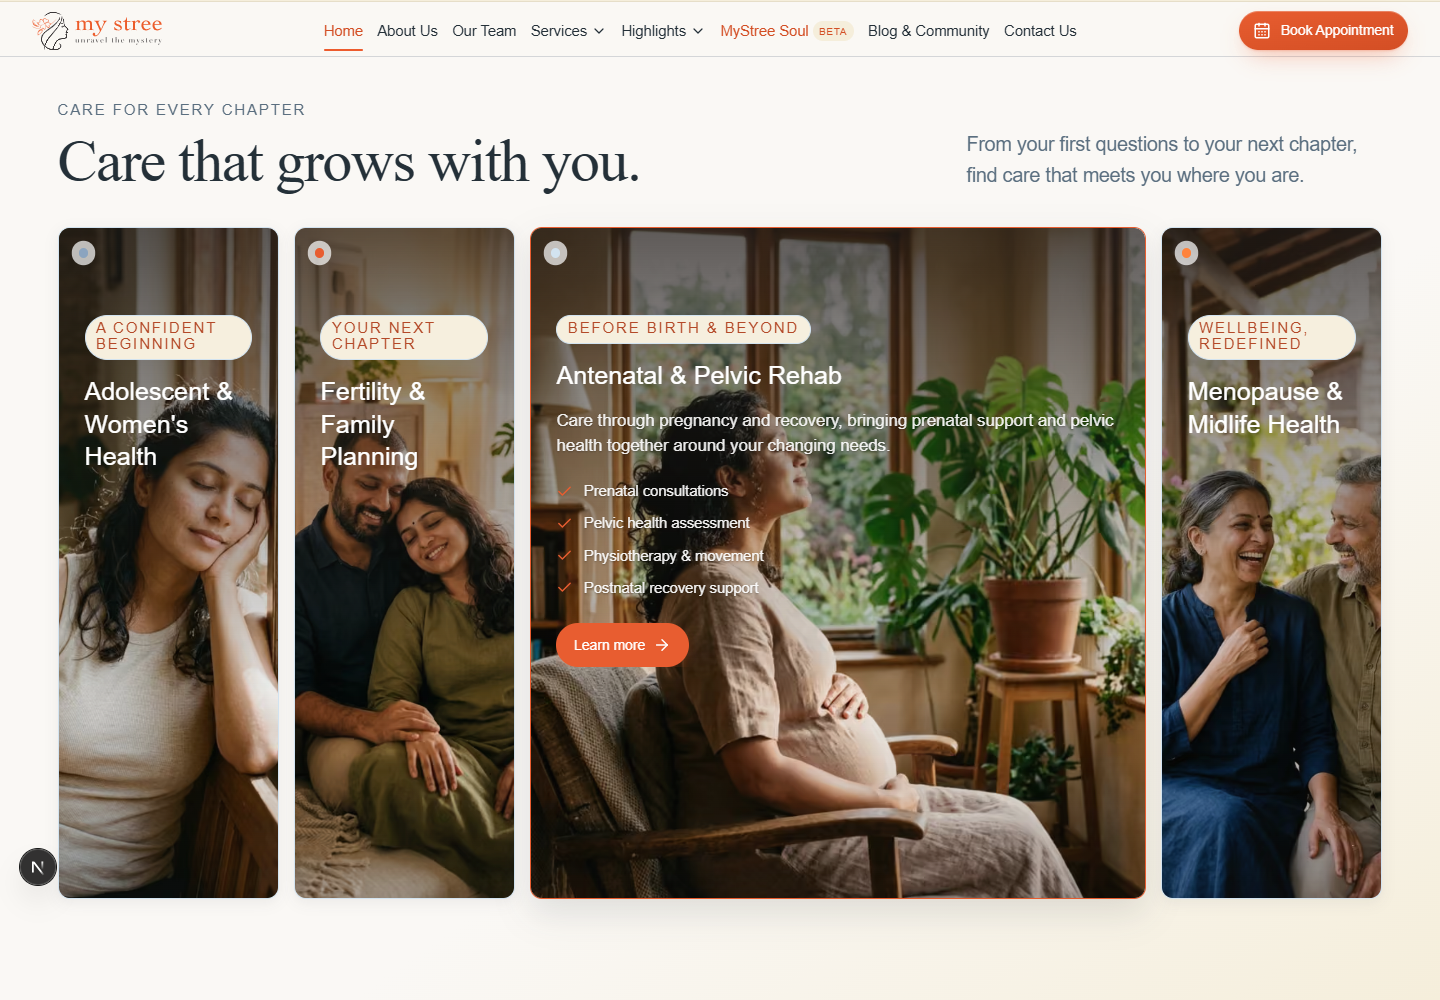 my stree
unravel the mystery
Home
About Us
Our Team
Services
Highlights
MyStree Soul BETA
Blog & Community
Contact Us
Book Appointment
CARE FOR EVERY CHAPTER
Care that grows with you.
From your first questions to your next chapter,
find care that meets you where you are.
A CONFIDENT
BEGINNING
Adolescent &
Women's
Health
YOUR NEXT
CHAPTER
Fertility &
Family
Planning
BEFORE BIRTH & BEYOND
Antenatal & Pelvic Rehab
Care through pregnancy and recovery, bringing prenatal support and pelvic
health together around your changing needs.
Prenatal consultations
Pelvic health assessment
Physiotherapy & movement
Postnatal recovery support
Learn more
WELLBEING,
REDEFINED
Menopause &
Midlife Health
N